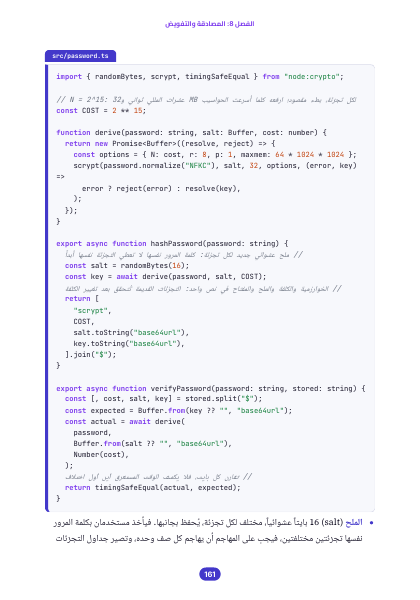 الفصل 8: المصادقة والتفويض
src/password.ts
import { randomBytes, scrypt, timingSafeEqual } from "node:crypto";
// N = 2^15: 32 لكل تجزئة، بطء مقصود: ارفعه كلما أسرعت الحواسيب MB عشرات المللي ثواني و
const COST = 2 ** 15;
function derive(password: string, salt: Buffer, cost: number) {
return new Promise<Buffer>((resolve, reject) => {
const options = { N: cost, r: 8, p: 1, maxmem: 64 * 1024 * 1024 };
scrypt(password.normalize("NFKC"), salt, 32, options, (error, key)
=>
error ? reject(error) : resolve(key),
);
});
}
export async function hashPassword(password: string) {
// ملح عشوائي جديد لكل تجزئة: كلمة المرور نفسها لا تعطي التجزئة نفسها أبداً
const salt = randomBytes(16);
const key = await derive(password, salt, COST);
// الخوارزمية والكلفة والملح والمفتاح في نص واحد: التجزئات القديمة تُتحقق بعد تغيير الكلفة
return [
"scrypt",
COST,
salt.toString("base64url"),
key.toString("base64url"),
].join("$");
}
export async function verifyPassword(password: string, stored: string) {
const [, cost, salt, key] = stored.split("$");
const expected = Buffer.from(key ?? "", "base64url");
const actual = await derive(
password,
Buffer.from(salt ?? "", "base64url"),
Number(cost),
);
// تقارن كل بايت، فلا يكشف الوقت المستغرق أين أول اختلاف
return timingSafeEqual(actual, expected);
}
• الملح (salt) 16 بايتاً عشوائياً، مختلف لكل تجزئة، يُحفظ بجانبها. فيأخذ مستخدمان بكلمة المرور
نفسها تجزئتين مختلفتين، فيجب على المهاجم أن يهاجم كل صف وحده، وتصير جداول التجزئات
161